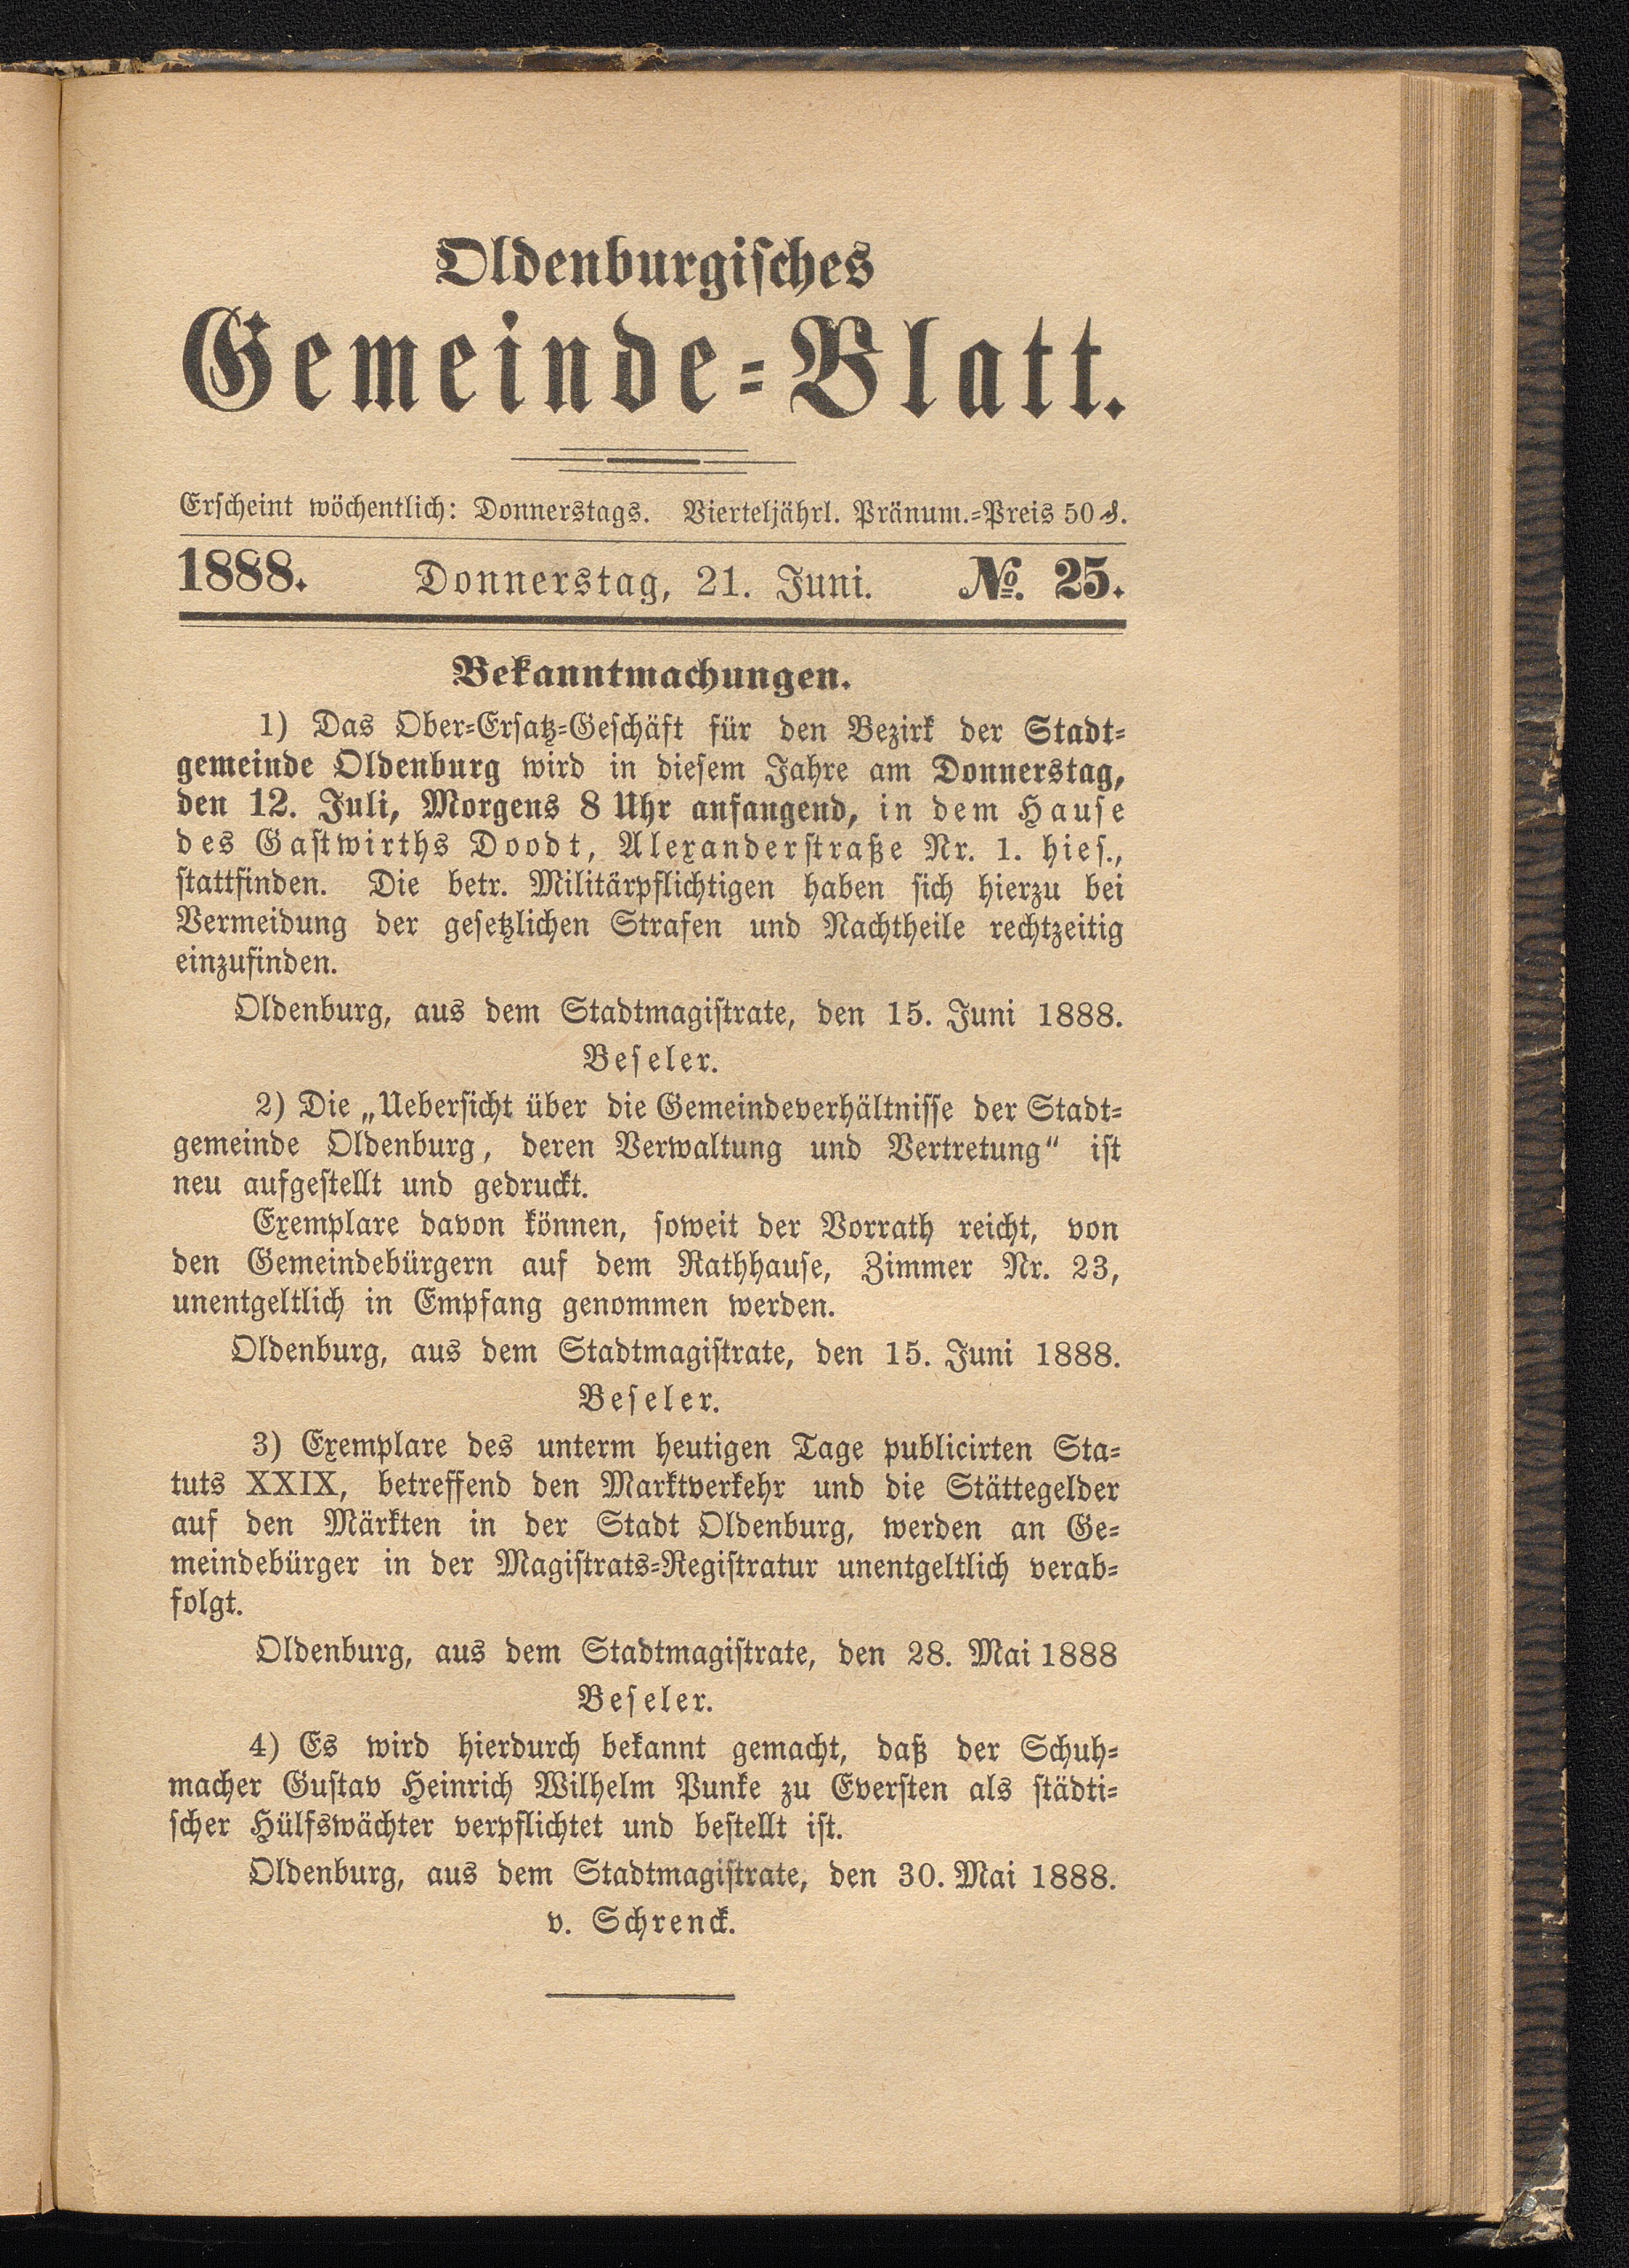 Oldenburgisches
Gemeinde-Blatt.
Erscheint wöchentlich: Donnerstags. Vierteljährl. Pränum.-Preis 50 ₰.
1888. Donnerstag, 21. Juni. №. 25.
Bekanntmachungen.
1) Das Ober-Ersatz-Geschäft für den Bezirk der Stadt-
gemeinde Oldenburg wird in diesem Jahre am Donnerstag,
den 12. Juli, Morgens 8 Uhr anfangend, in dem Hause
des Gastwirths Doodt, Alexanderstraße Nr. 1. hies.,
stattfinden. Die betr. Militärpflichtigen haben sich hierzu bei
Vermeidung der gesetzlichen Strafen und Nachtheile rechtzeitig
einzufinden.
Oldenburg, aus dem Stadtmagistrate, den 15. Juni 1888.
Beseler.
2) Die „Uebersicht über die Gemeindeverhältnisse der Stadt-
gemeinde Oldenburg, deren Verwaltung und Vertretung“ ist
neu aufgestellt und gedruckt.
Exemplare davon können, soweit der Vorrath reicht, von
den Gemeindebürgern auf dem Rathhause, Zimmer Nr. 23,
unentgeltlich in Empfang genommen werden.
Oldenburg, aus dem Stadtmagistrate, den 15. Juni 1888.
Beseler.
3) Exemplare des unterm heutigen Tage publicirten Sta-
tuts XXIX, betreffend den Marktverkehr und die Stättegelder
auf den Märkten in der Stadt Oldenburg, werden an Ge-
meindebürger in der Magistrats-Registratur unentgeltlich verab-
folgt.
Oldenburg, aus dem Stadtmagistrate, den 28. Mai 1888
Beseler.
4) Es wird hierdurch bekannt gemacht, daß der Schuh-
macher Gustav Heinrich Wilhelm Punke zu Eversten als städti-
scher Hülfswächter verpflichtet und bestellt ist.
Oldenburg, aus dem Stadtmagistrate, den 30. Mai 1888.
v. Schrenck.